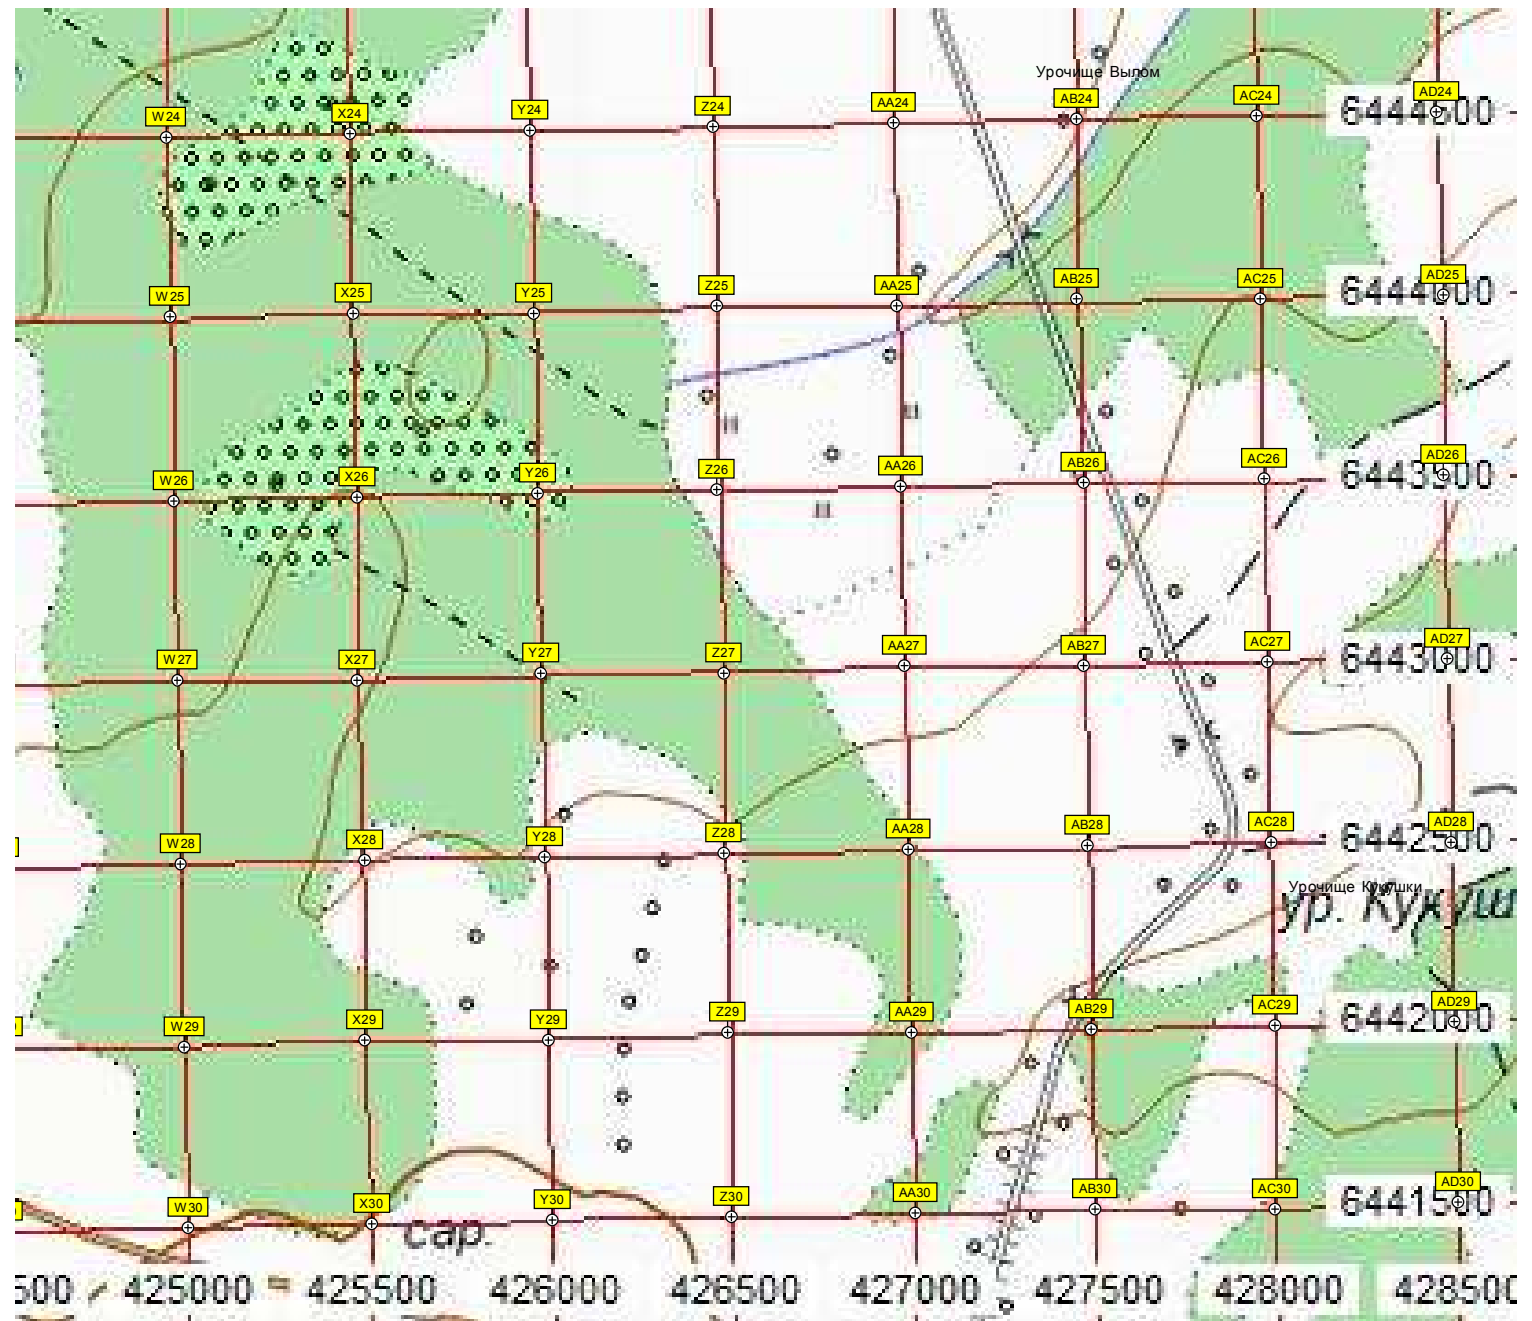 Урочище Вылом
W24 X24 Y24 Z24 AA24 AB24 AC24 AD24
6444500
W25 X25 Y25 Z25 AA25 AB25 AC25 AD25
6444000
W26 X26 Y26 Z26 AA26 AB26 AC26 AD26
6443500
W27 X27 Y27 Z27 AA27 AB27 AC27 AD27
6443000
W28 X28 Y28 Z28 AA28 AB28 AC28 AD28
6442500
Урочище Кукушки
ур. Кукуш
W29 X29 Y29 Z29 AA29 AB29 AC29 AD29
6442000
W30 X30 Y30 Z30 AA30 AB30 AC30 AD30
6441500
сар.
500 425000 425500 426000 426500 427000 427500 428000 428500